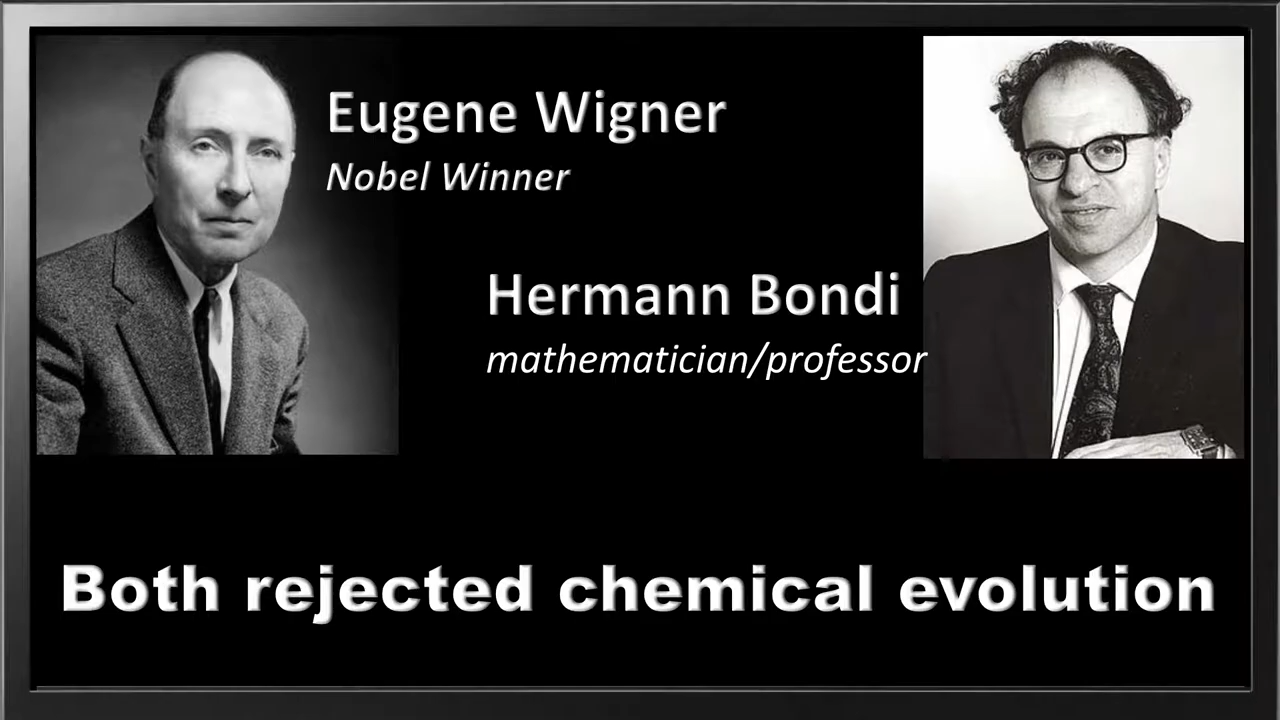 Eugene Wigner
Nobel Winner
Hermann Bondi
mathematician/professor
Both rejected chemical evolution